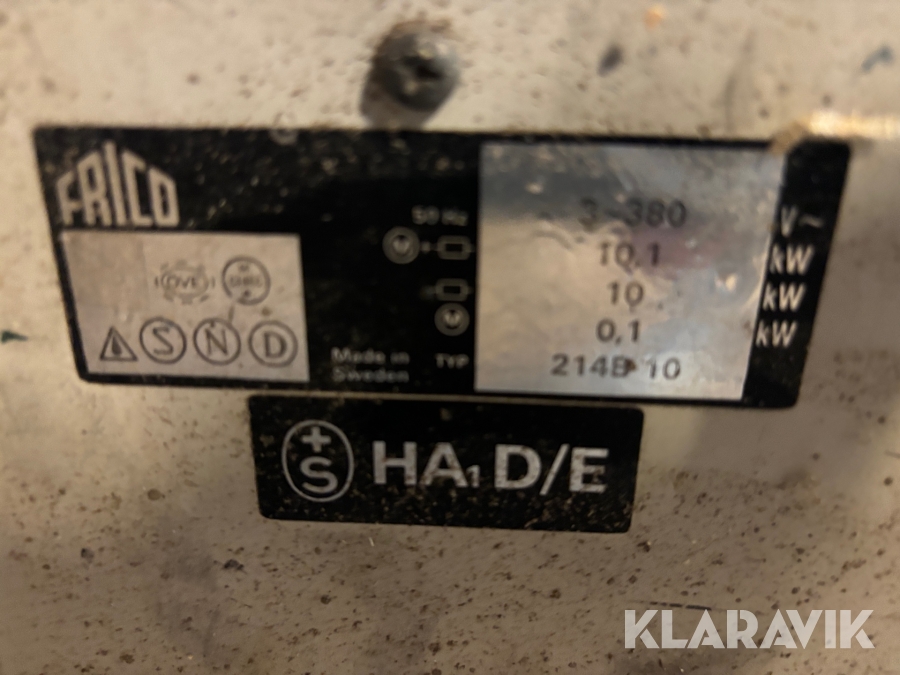 FRICO
50 Hz
3~380 V~
10,1 kW
10 kW
0,1 kW
ÖVE
S N D
Made in
Sweden
TYP 214B 10
+S HA1 D/E
KLARAVIK